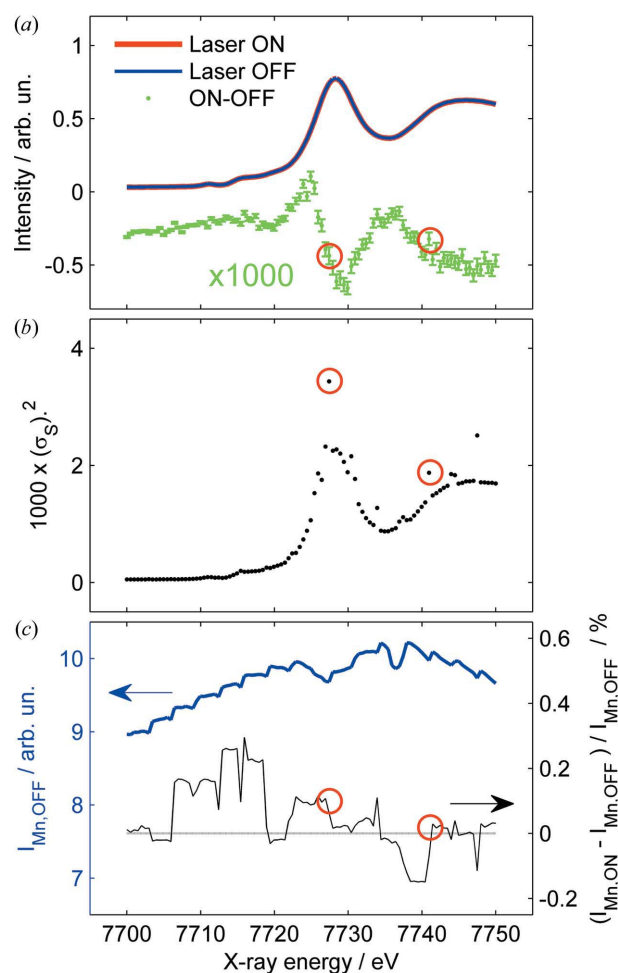 (a)
Laser ON
Laser OFF
ON-OFF
x1000
1
0.5
0
-0.5
Intensity / arb. un.
(b)
4
2
0
1000 x (σS).2
(c)
10
9
8
7
IMn,OFF / arb. un.
0.6
0.4
0.2
0
-0.2
(IMn,ON - IMn,OFF) / IMn,OFF / %
7700 7710 7720 7730 7740 7750
X-ray energy / eV